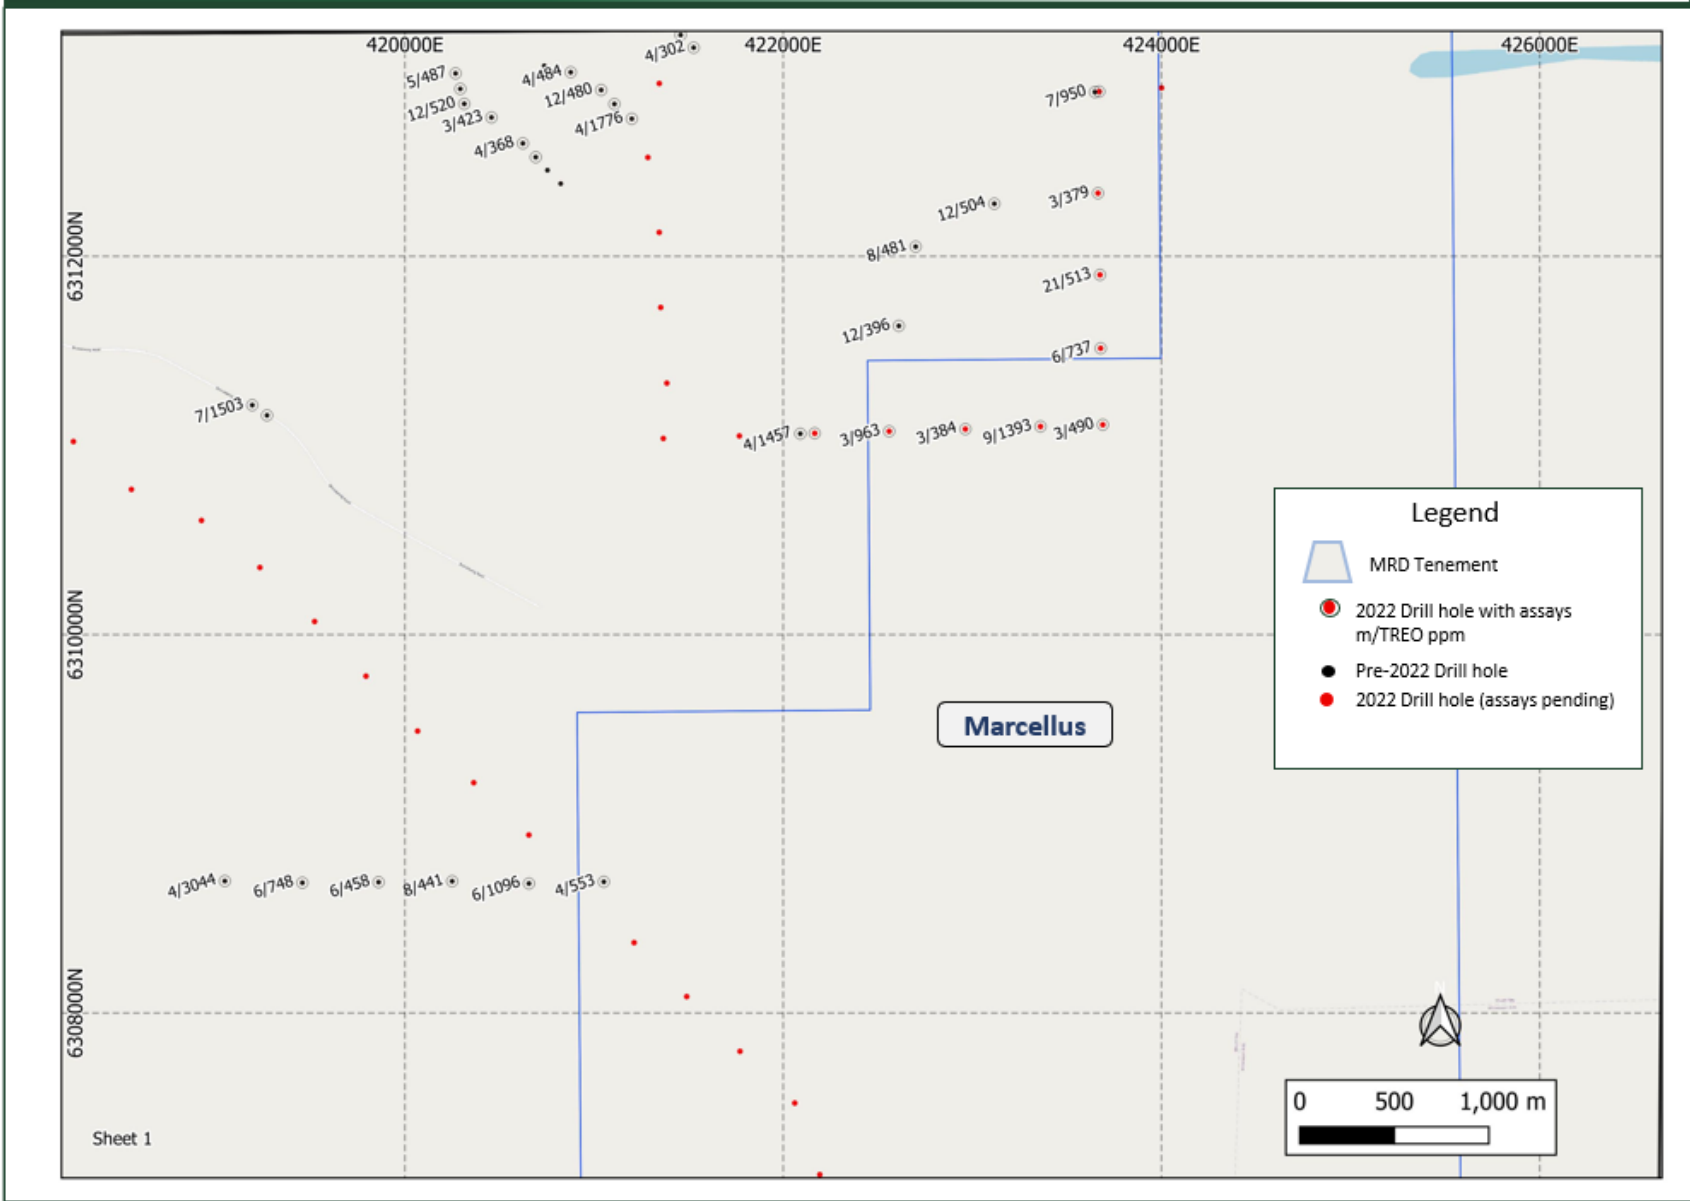 420000E
422000E
424000E
426000E
4/302
5/487
4/484
12/480
12/520
3/423
4/1776
4/368
7/950
3/379
12/504
8/481
6312000N
21/513
12/396
6/737
7/1503
4/1457
3/963
3/384
9/1393
3/490
Legend
MRD Tenement
2022 Drill hole with assays
m/TREO ppm
Pre-2022 Drill hole
2022 Drill hole (assays pending)
6310000N
Marcellus
4/3044
6/748
6/458
8/441
6/1096
4/553
6308000N
N
0 500 1,000 m
Sheet 1